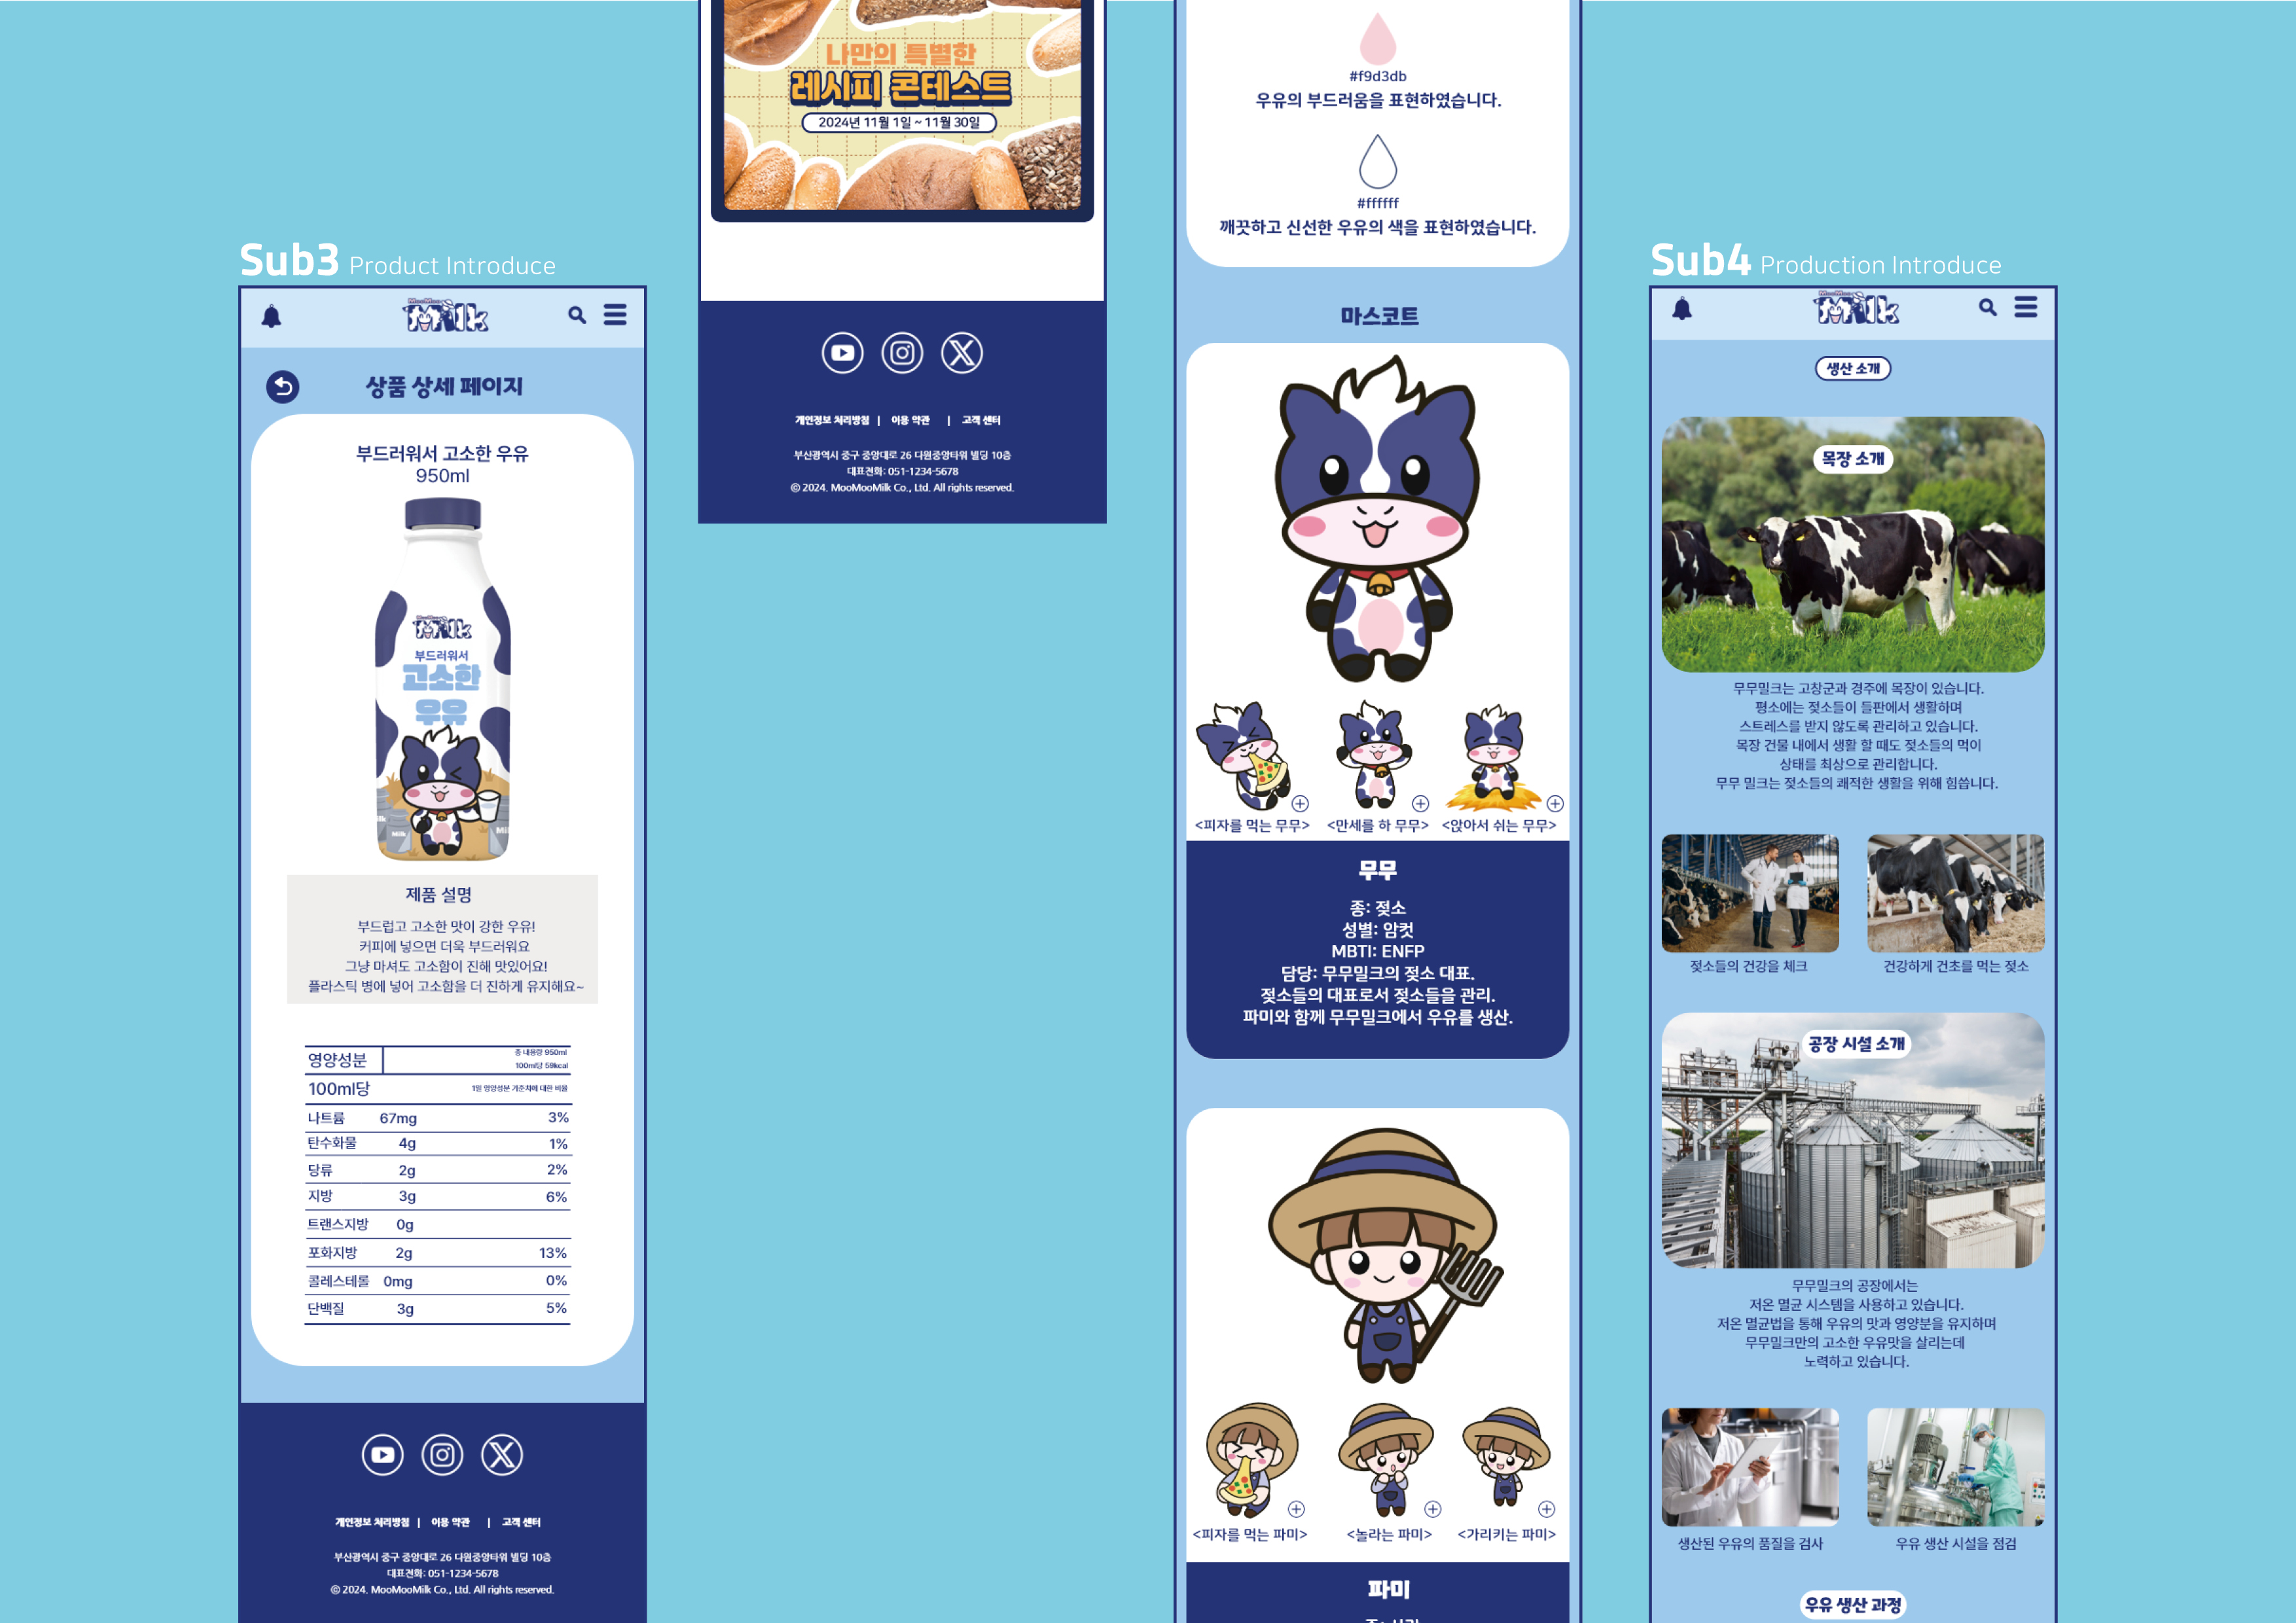 Sub3 Product Introduce
MooMoo
Milk
상품 상세 페이지
부드러워서 고소한 우유
950ml
Milk
부드러워서
고소한
우유
Milk
제품 설명
부드럽고 고소한 맛이 강한 우유!
커피에 넣으면 더욱 부드러워요
그냥 마셔도 고소함이 진해 맛있어요!
플라스틱 병에 넣어 고소함을 더 진하게 유지해요~
영양성분
총 내용량 950ml
100ml당 59kcal
100ml당
1일 영양성분 기준치에 대한 비율
나트륨 67mg 3%
탄수화물 4g 1%
당류 2g 2%
지방 3g 6%
트랜스지방 0g
포화지방 2g 13%
콜레스테롤 0mg 0%
단백질 3g 5%
개인정보 처리방침 | 이용 약관 | 고객 센터
부산광역시 중구 중앙대로 26 다원중앙타워 빌딩 10층
대표전화: 051-1234-5678
© 2024. MooMooMilk Co., Ltd. All rights reserved.
나만의 특별한
레시피 콘테스트
2024년 11월 1일 ~ 11월 30일
개인정보 처리방침 | 이용 약관 | 고객 센터
부산광역시 중구 중앙대로 26 다원중앙타워 빌딩 10층
대표전화: 051-1234-5678
© 2024. MooMooMilk Co., Ltd. All rights reserved.
#f9d3db
우유의 부드러움을 표현하였습니다.
#ffffff
깨끗하고 신선한 우유의 색을 표현하였습니다.
마스코트
<피자를 먹는 무무> <만세를 하 무무> <앉아서 쉬는 무무>
무무
종: 젖소
성별: 암컷
MBTI: ENFP
담당: 무무밀크의 젖소 대표.
젖소들의 대표로서 젖소들을 관리.
파미와 함께 무무밀크에서 우유를 생산.
<피자를 먹는 파미> <놀라는 파미> <가리키는 파미>
파미
Sub4 Production Introduce
MooMoo
Milk
생산 소개
목장 소개
무무밀크는 고창군과 경주에 목장이 있습니다.
평소에는 젖소들이 들판에서 생활하며
스트레스를 받지 않도록 관리하고 있습니다.
목장 건물 내에서 생활 할 때도 젖소들의 먹이
상태를 최상으로 관리합니다.
무무 밀크는 젖소들의 쾌적한 생활을 위해 힘씁니다.
젖소들의 건강을 체크 건강하게 건초를 먹는 젖소
공장 시설 소개
무무밀크의 공장에서는
저온 멸균 시스템을 사용하고 있습니다.
저온 멸균법을 통해 우유의 맛과 영양분을 유지하며
무무밀크만의 고소한 우유맛을 살리는데
노력하고 있습니다.
생산된 우유의 품질을 검사 우유 생산 시설을 점검
우유 생산 과정